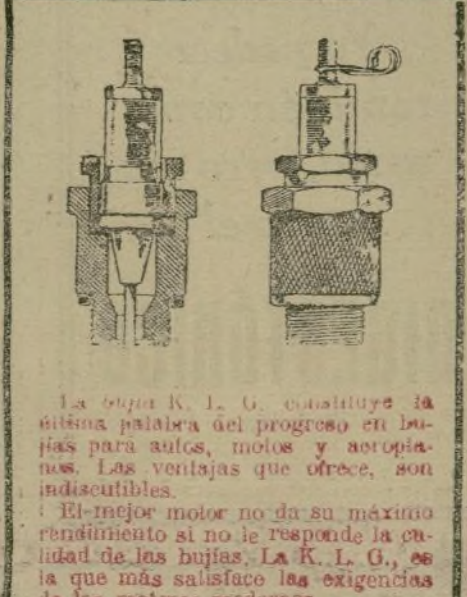 La bujía K. L. G. constituye la
última palabra del progreso en bu-
jías para autos, motos y aeropla-
nos. Las ventajas que ofrece, son
indiscutibles.
El mejor motor no da su máximo
rendimiento si no le responde la ca-
lidad de las bujías. La K. L. G., es
la que más satisface las exigencias